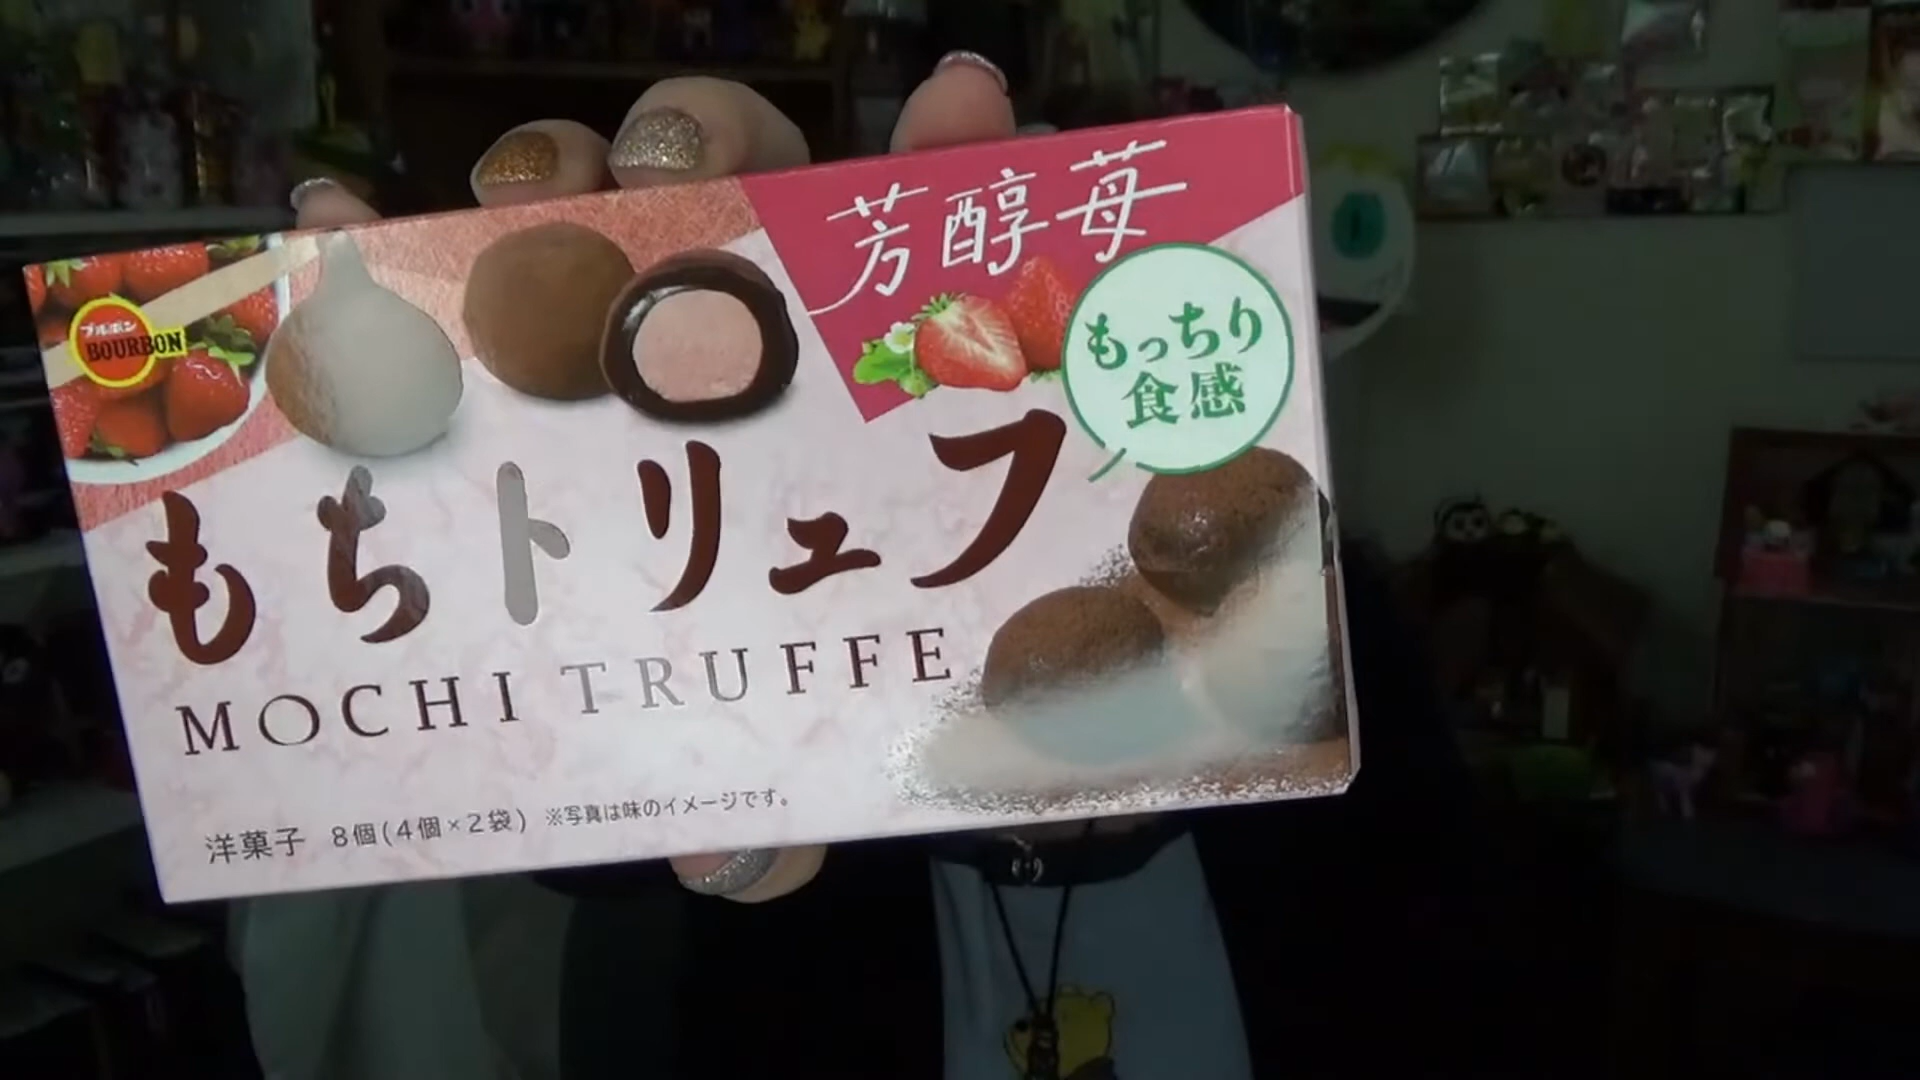 芳醇苺
ブルボン
BOURBON
もっちり
食感
もちトリュフ
MOCHI TRUFFE
洋菓子 8個(4個×2袋) ※写真は味のイメージです。